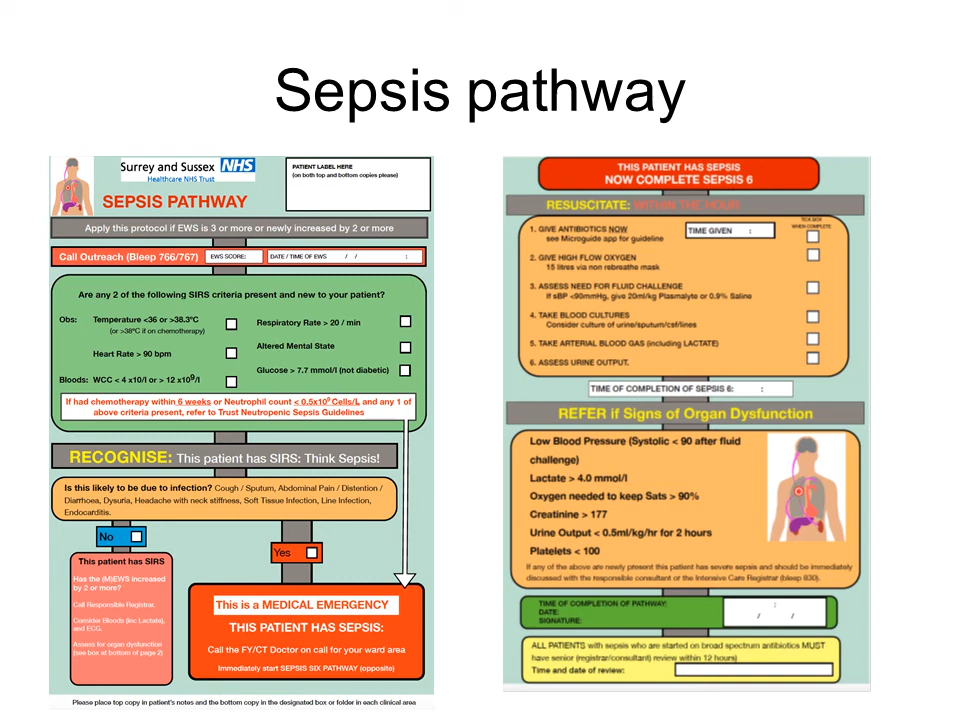 Sepsis pathway
Surrey and Sussex NHS
Healthcare NHS Trust
SEPSIS PATHWAY
PATIENT LABEL HERE
(on both top and bottom copies please)
Apply this protocol if EWS is 3 or more or newly increased by 2 or more
Call Outreach (Bleep 766/767) EWS SCORE: DATE / TIME OF EWS / / :
Are any 2 of the following SIRS criteria present and new to your patient?
Obs: Temperature <36 or >38.3°C
(or >38°C if on chemotherapy)
Respiratory Rate > 20 / min
Heart Rate > 90 bpm
Altered Mental State
Bloods: WCC < 4 x10/l or > 12 x10⁹/l
Glucose > 7.7 mmol/l (not diabetic)
If had chemotherapy within 6 weeks or Neutrophil count < 0.5x10⁹ Cells/L and any 1 of
above criteria present, refer to Trust Neutropenic Sepsis Guidelines
RECOGNISE: This patient has SIRS: Think Sepsis!
Is this likely to be due to infection? Cough / Sputum, Abdominal Pain / Distention /
Diarrhoea, Dysuria, Headache with neck stiffness, Soft Tissue Infection, Line Infection,
Endocarditis.
No
Yes
This patient has SIRS
Has the (M)EWS increased
by 2 or more?
Call Responsible Registrar.
Consider Bloods (inc Lactate),
and ECG.
Assess for organ dysfunction
(see box at bottom of page 2)
This is a MEDICAL EMERGENCY
THIS PATIENT HAS SEPSIS:
Call the FY/CT Doctor on call for your ward area
Immediately start SEPSIS SIX PATHWAY (opposite)
Please place top copy in patient's notes and the bottom copy in the designated box or folder in each clinical area
THIS PATIENT HAS SEPSIS
NOW COMPLETE SEPSIS 6
RESUSCITATE: WITHIN THE HOUR
TICK BOX
WHEN COMPLETE
1. GIVE ANTIBIOTICS NOW
see Microguide app for guideline
TIME GIVEN :
2. GIVE HIGH FLOW OXYGEN
15 litres via non rebreathe mask
3. ASSESS NEED FOR FLUID CHALLENGE
If sBP <90mmHg, give 20ml/kg Plasmalyte or 0.9% Saline
4. TAKE BLOOD CULTURES
Consider culture of urine/sputum/csf/lines
5. TAKE ARTERIAL BLOOD GAS (including LACTATE)
6. ASSESS URINE OUTPUT.
TIME OF COMPLETION OF SEPSIS 6: :
REFER if Signs of Organ Dysfunction
Low Blood Pressure (Systolic < 90 after fluid
challenge)
Lactate > 4.0 mmol/l
Oxygen needed to keep Sats > 90%
Creatinine > 177
Urine Output < 0.5ml/kg/hr for 2 hours
Platelets < 100
If any of the above are newly present this patient has severe sepsis and should be immediately
discussed with the responsible consultant or the Intensive Care Registrar (bleep 830).
TIME OF COMPLETION OF PATHWAY: :
DATE: / /
SIGNATURE:
ALL PATIENTS with sepsis who are started on broad spectrum antibiotics MUST
have senior (registrar/consultant) review within 12 hours)
Time and date of review: